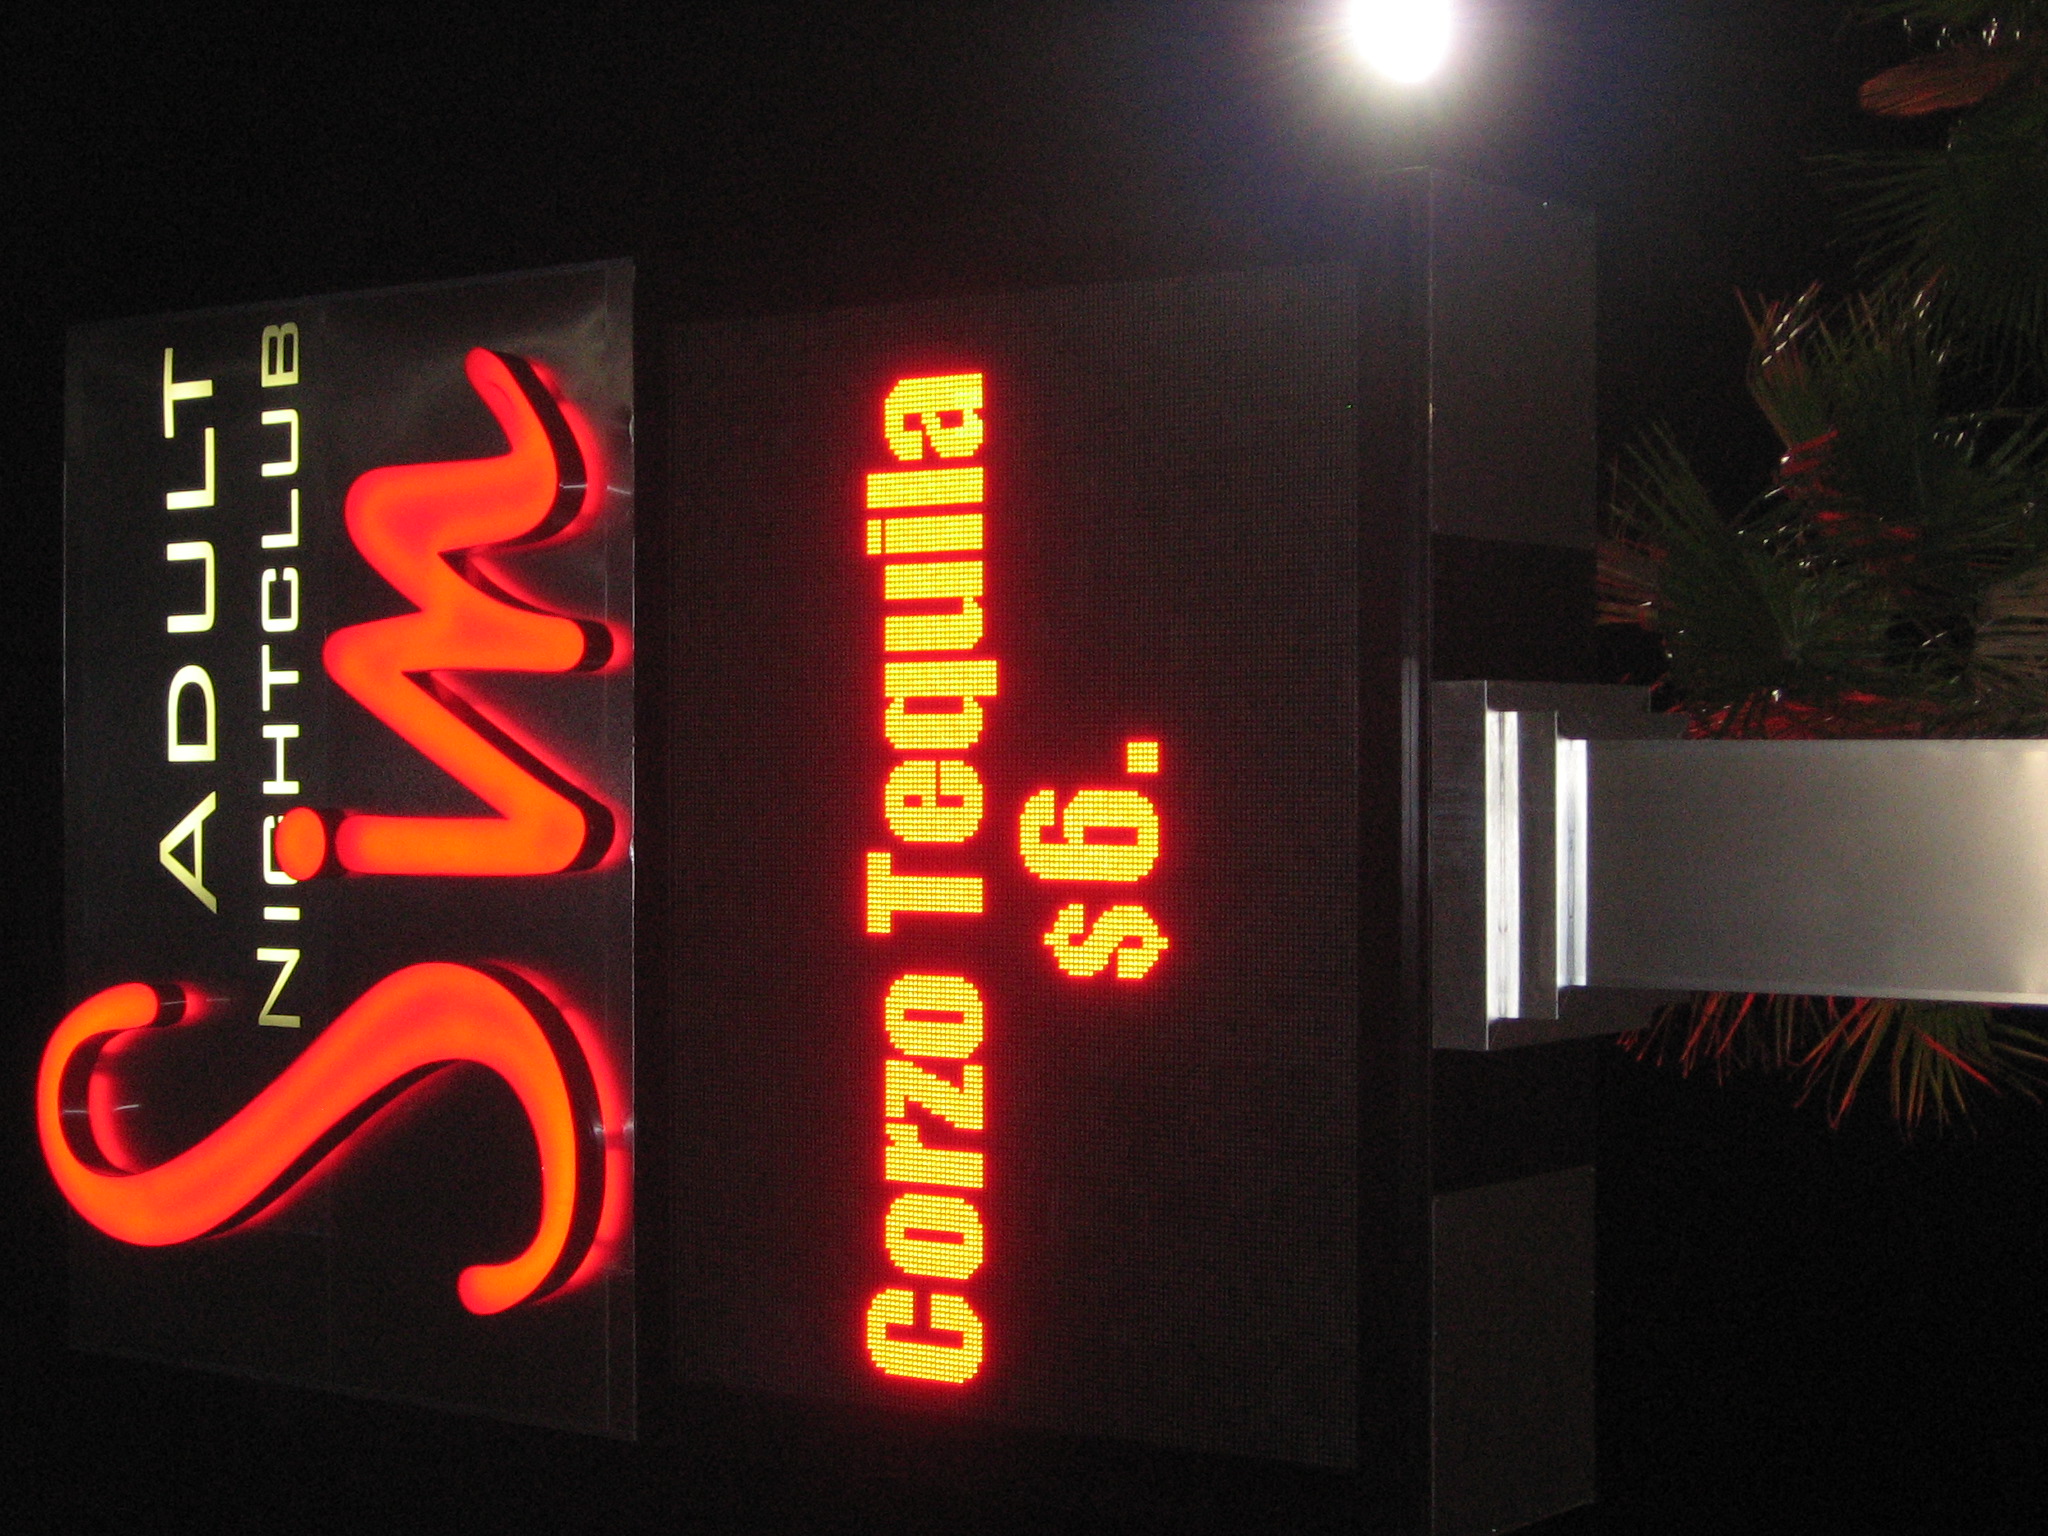 ADULT
NIGHTCLUB
Sin
Corzo Tequila
$6.